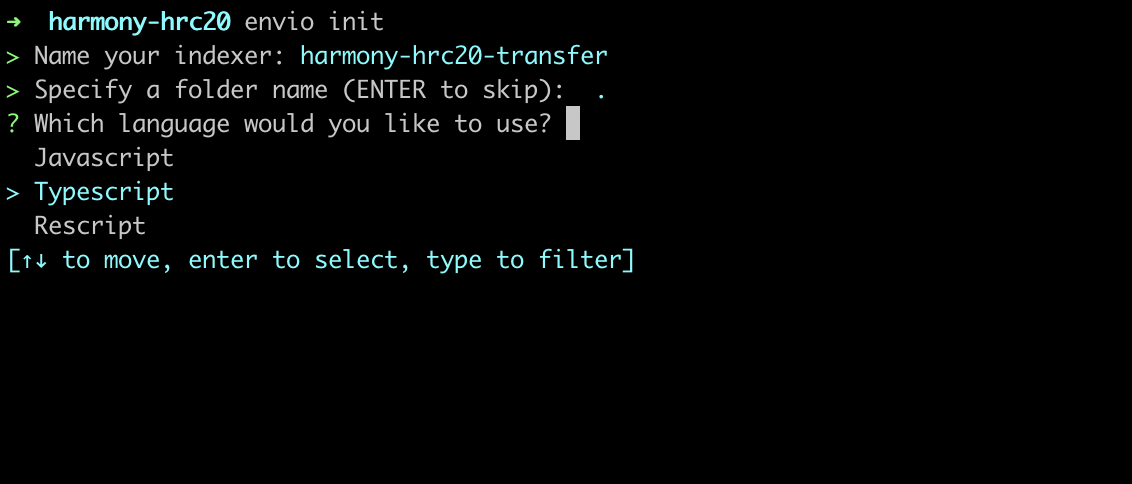 ➜  harmony-hrc20 envio init
> Name your indexer: harmony-hrc20-transfer
> Specify a folder name (ENTER to skip):  .
? Which language would you like to use?
  Javascript
> Typescript
  Rescript
[↑↓ to move, enter to select, type to filter]